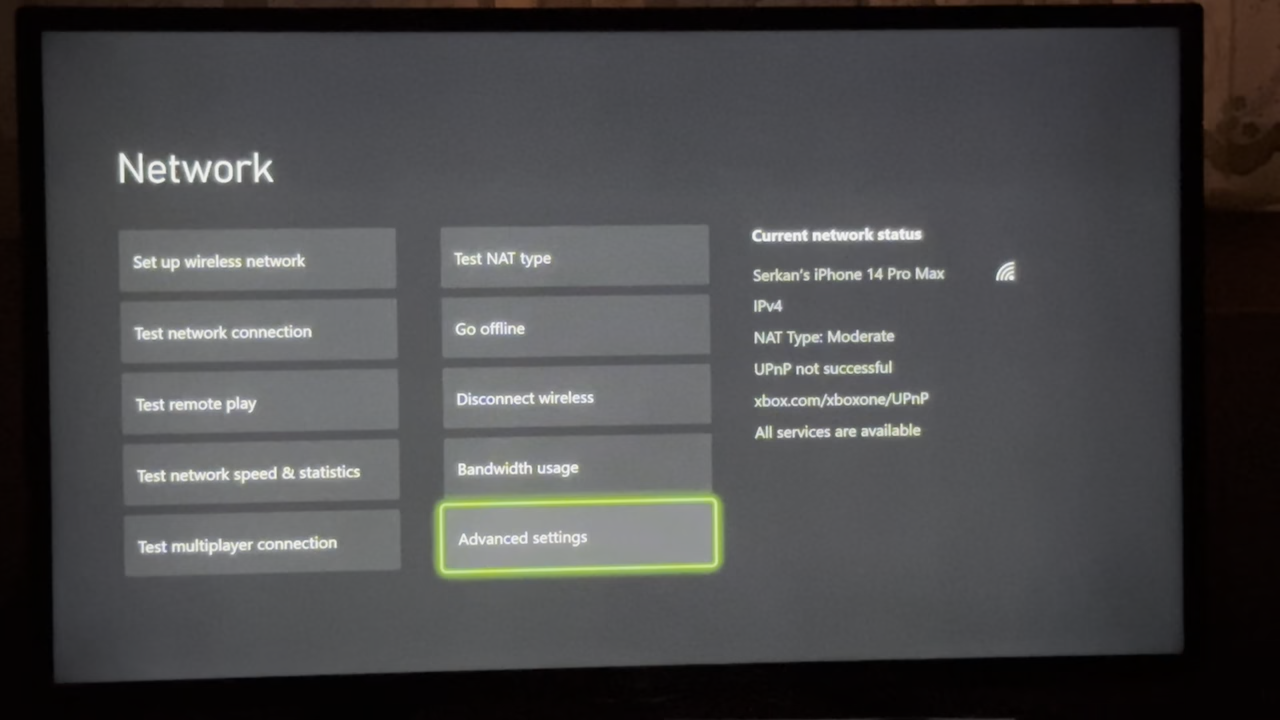 Network
Set up wireless network
Test network connection
Test remote play
Test network speed & statistics
Test multiplayer connection
Test NAT type
Go offline
Disconnect wireless
Bandwidth usage
Advanced settings
Current network status
Serkan's iPhone 14 Pro Max
IPv4
NAT Type: Moderate
UPnP not successful
xbox.com/xboxone/UPnP
All services are available